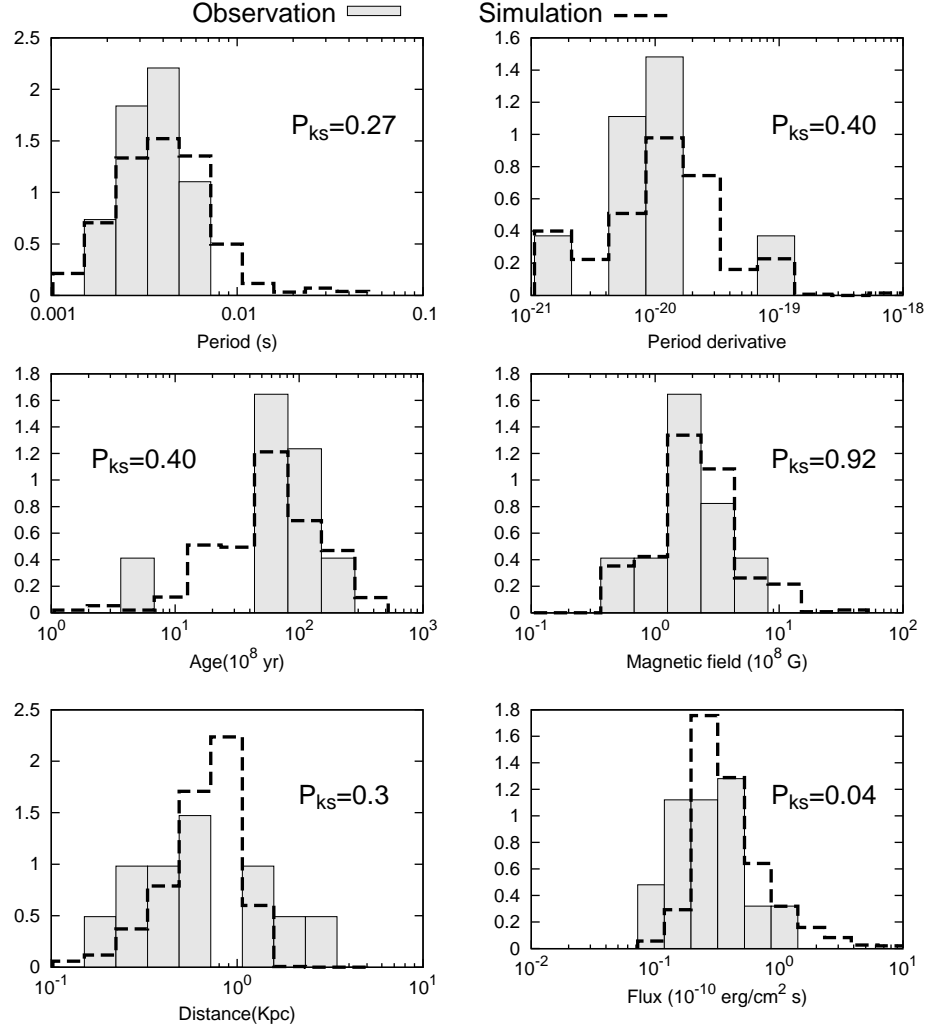 Observation Simulation
2.5
2
1.5
1
0.5
0
P_ks=0.27
0.001 0.01 0.1
Period (s)
1.6
1.4
1.2
1
0.8
0.6
0.4
0.2
0
P_ks=0.40
10^-21 10^-20 10^-19 10^-18
Period derivative
1.8
1.6
1.4
1.2
1
0.8
0.6
0.4
0.2
0
P_ks=0.40
10^0 10^1 10^2 10^3
Age(10^8 yr)
1.8
1.6
1.4
1.2
1
0.8
0.6
0.4
0.2
0
P_ks=0.92
10^-1 10^0 10^1 10^2
Magnetic field (10^8 G)
2.5
2
1.5
1
0.5
0
P_ks=0.3
10^-1 10^0 10^1
Distance(Kpc)
1.8
1.6
1.4
1.2
1
0.8
0.6
0.4
0.2
0
P_ks=0.04
10^-2 10^-1 10^0 10^1
Flux (10^-10 erg/cm^2 s)